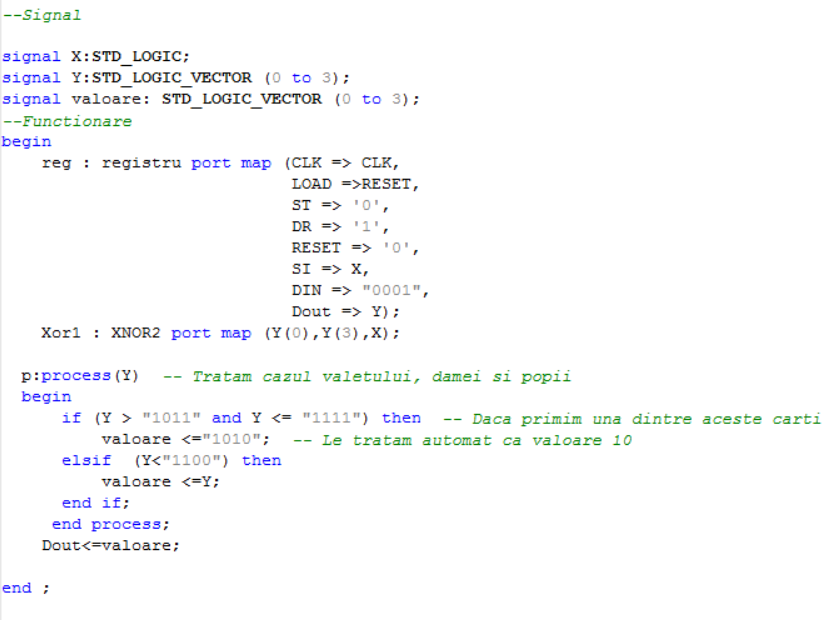 --Signal
signal X:STD_LOGIC;
signal Y:STD_LOGIC_VECTOR (0 to 3);
signal valoare: STD_LOGIC_VECTOR (0 to 3);
--Functionare
begin
reg : registru port map (CLK => CLK,
LOAD =>RESET,
ST => '0',
DR => '1',
RESET => '0',
SI => X,
DIN => "0001",
Dout => Y);
Xor1 : XNOR2 port map (Y(0),Y(3),X);
p:process(Y)  -- Tratam cazul valetului, damei si popii
begin
if (Y > "1011" and Y <= "1111") then  -- Daca primim una dintre aceste carti
valoare <="1010";  -- Le tratam automat ca valoare 10
elsif  (Y<"1100") then
valoare <=Y;
end if;
end process;
Dout<=valoare;
end ;